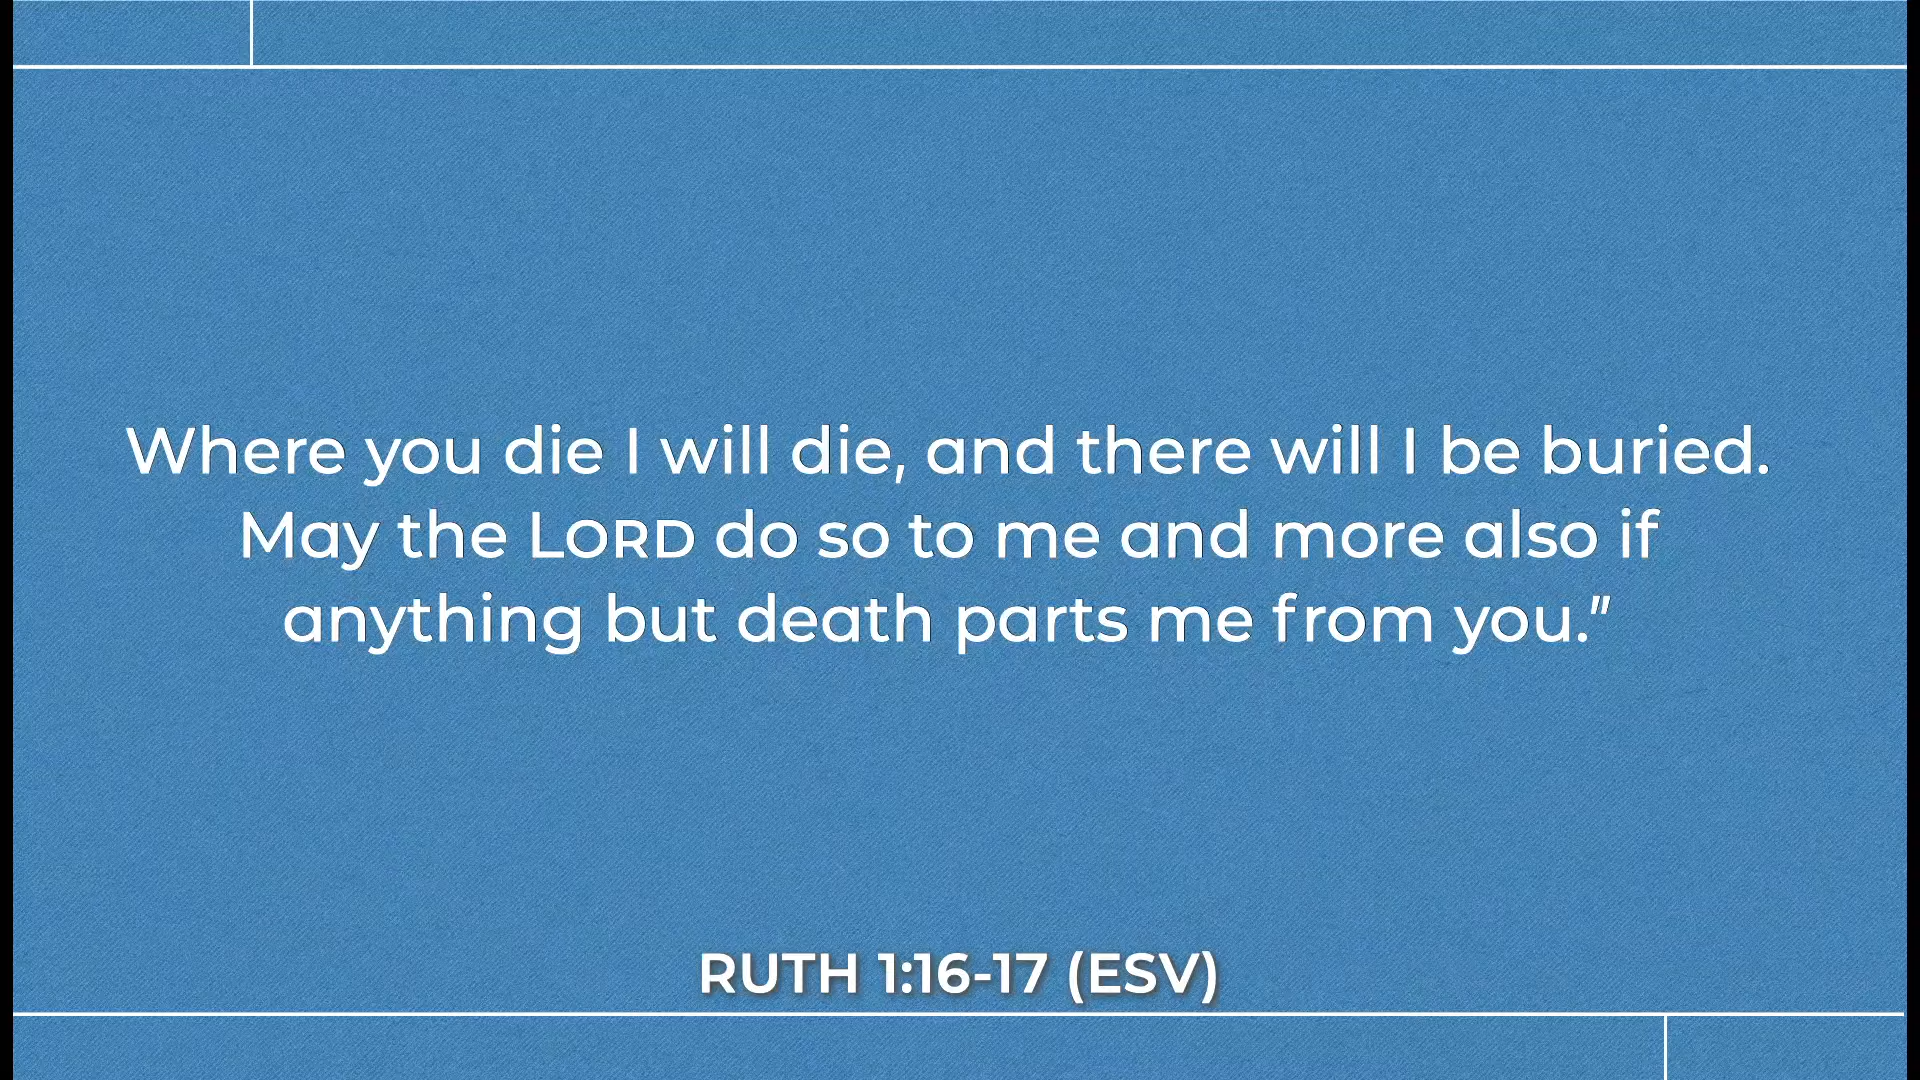 Where you die I will die, and there will I be buried.
May the LORD do so to me and more also if
anything but death parts me from you.”
RUTH 1:16-17 (ESV)